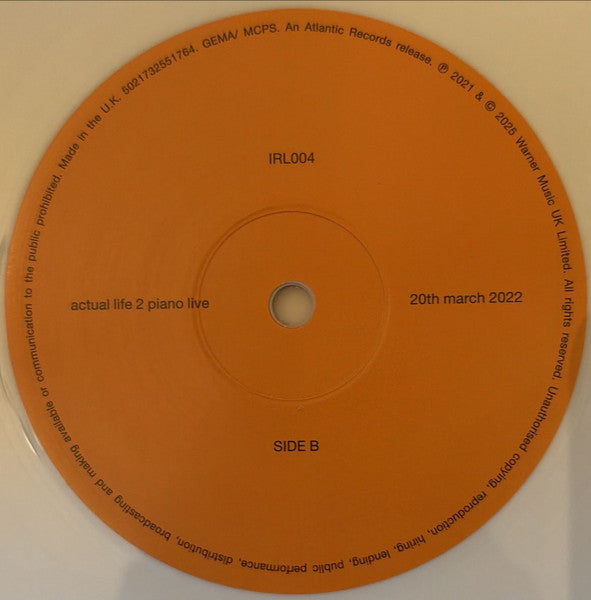 IRL004
actual life 2 piano live
20th march 2022
SIDE B
℗ 2021 & © 2025 Warner Music UK Limited. All rights reserved. Unauthorised copying, reproduction, hiring, lending, public performance, distribution, broadcasting and making available or communication to the public prohibited. Made in the U.K. 5021732551764. GEMA/ MCPS. An Atlantic Records release.